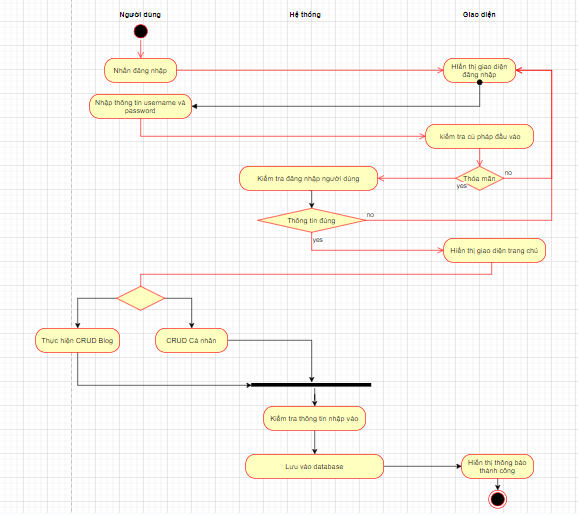 Người dùng
Hệ thống
Giao diện
Nhấn đăng nhập
Hiển thị giao diện
đăng nhập
Nhập thông tin username và
password
kiểm tra cú pháp đầu vào
Kiểm tra đăng nhập người dùng
Thỏa mãn
no
yes
Thông tin đúng
no
yes
Hiển thị giao diện trang chủ
Thực hiện CRUD Blog
CRUD Cá nhân
Kiểm tra thông tin nhập vào
Lưu vào database
Hiển thị thông báo
thành công